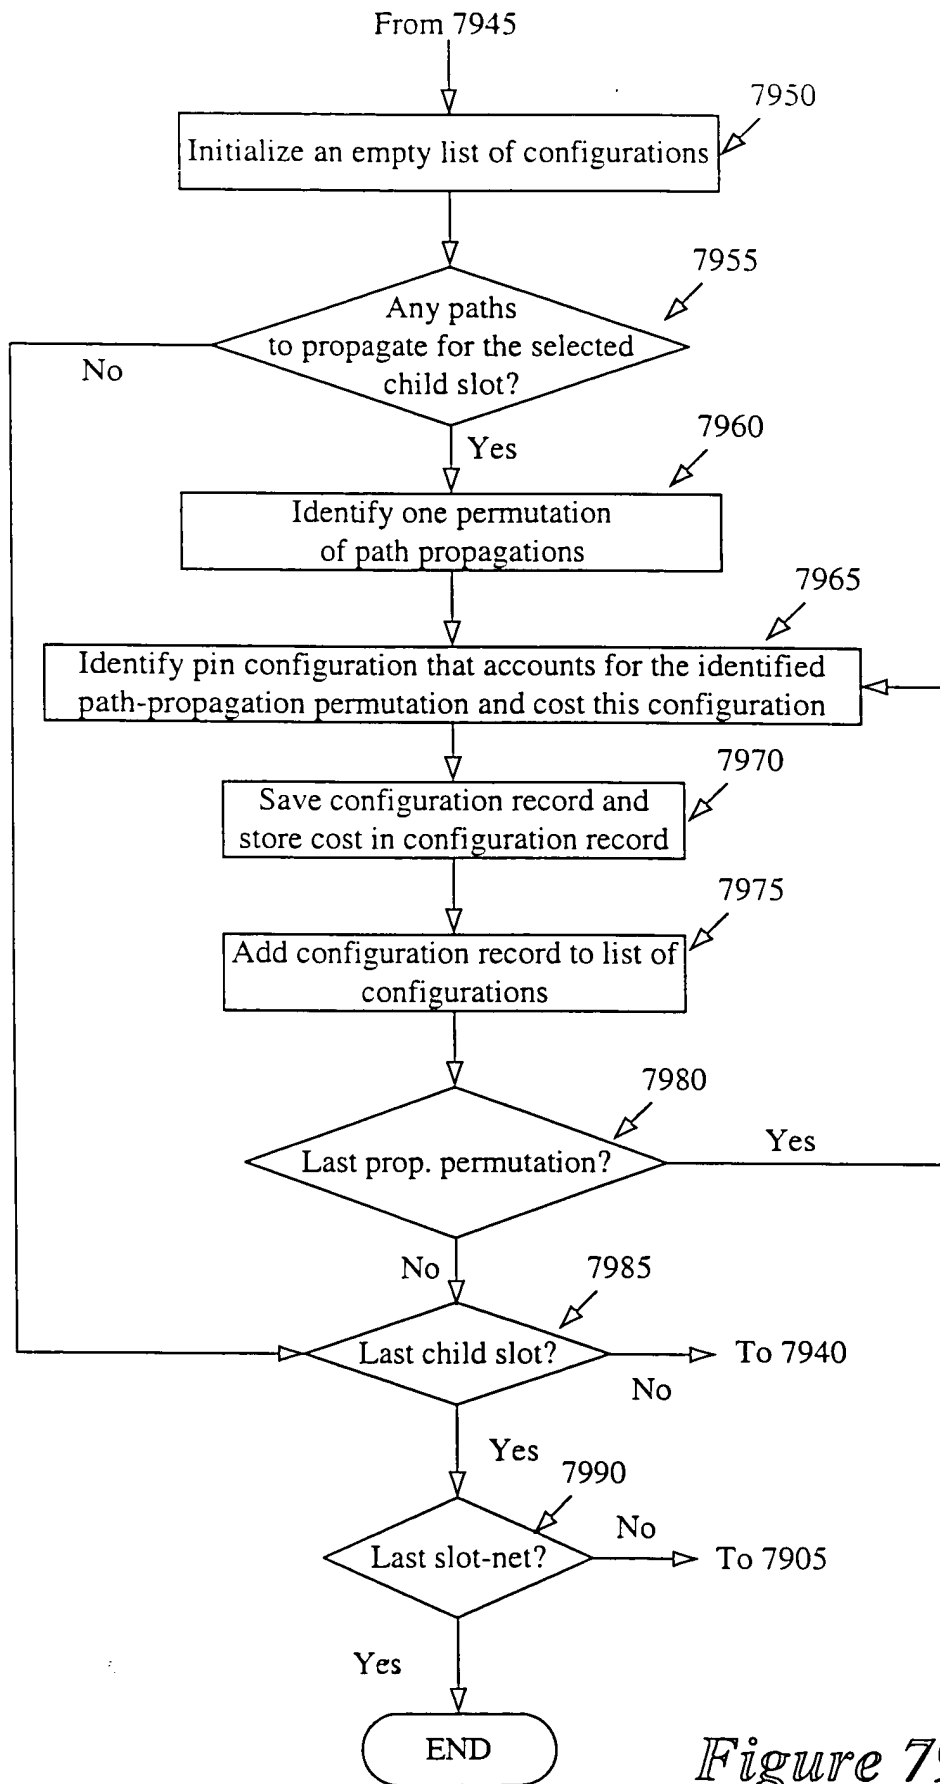 From 7945
7950
Initialize an empty list of configurations
7955
Any paths
to propagate for the selected
child slot?
No
Yes
7960
Identify one permutation
of path propagations
7965
Identify pin configuration that accounts for the identified
path-propagation permutation and cost this configuration
7970
Save configuration record and
store cost in configuration record
7975
Add configuration record to list of
configurations
7980
Last prop. permutation?
Yes
No
7985
Last child slot?
To 7940
No
Yes
7990
Last slot-net?
No
To 7905
Yes
END
Figure 79